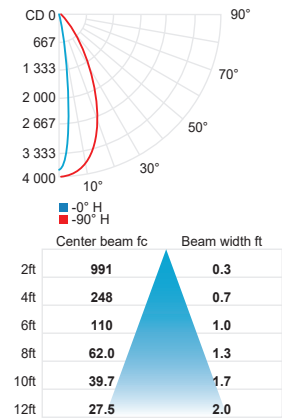 CD 0
90°
667
1 333
70°
2 000
2 667
50°
3 333
30°
4 000
10°
-0° H
-90° H
Center beam fc Beam width ft
2ft 991 0.3
4ft 248 0.7
6ft 110 1.0
8ft 62.0 1.3
10ft 39.7 1.7
12ft 27.5 2.0